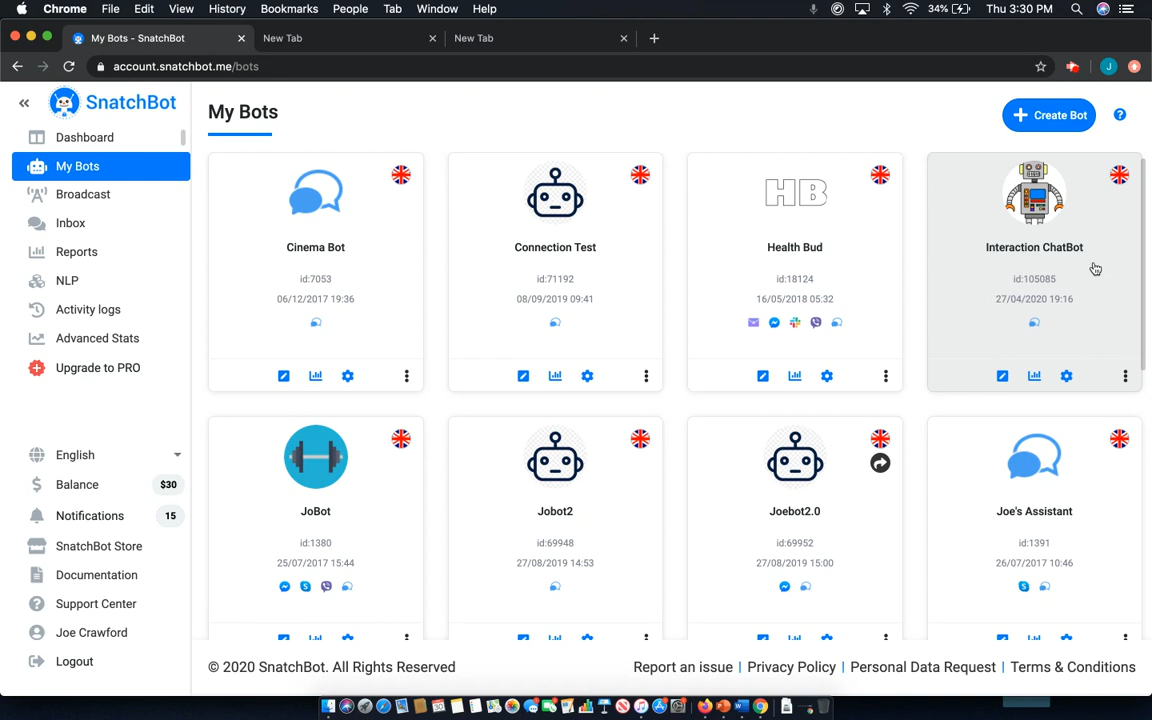 Chrome File Edit View History Bookmarks People Tab Window Help 34% Thu 3:30 PM
My Bots - SnatchBot New Tab New Tab
account.snatchbot.me/bots J
SnatchBot
Dashboard
My Bots
Broadcast
Inbox
Reports
NLP
Activity logs
Advanced Stats
Upgrade to PRO
English
Balance $30
Notifications 15
SnatchBot Store
Documentation
Support Center
Joe Crawford
Logout
My Bots
+ Create Bot ?
Cinema Bot
id:7053
06/12/2017 19:36
Connection Test
id:71192
08/09/2019 09:41
HB
Health Bud
id:18124
16/05/2018 05:32
Interaction ChatBot
id:105085
27/04/2020 19:16
JoBot
id:1380
25/07/2017 15:44
Jobot2
id:69948
27/08/2019 14:53
Joebot2.0
id:69952
27/08/2019 15:00
Joe's Assistant
id:1391
26/07/2017 10:46
© 2020 SnatchBot. All Rights Reserved
Report an issue | Privacy Policy | Personal Data Request | Terms & Conditions